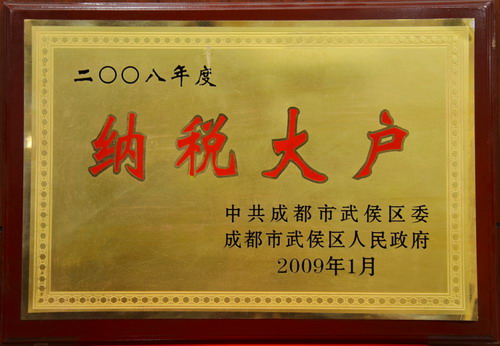 二〇〇八年度
纳税大户
中共成都市武侯区委
成都市武侯区人民政府
2009年1月